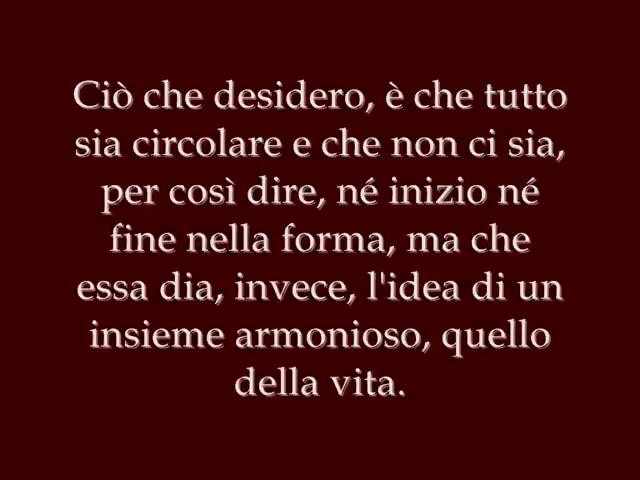 Ciò che desidero, è che tutto
sia circolare e che non ci sia,
per così dire, né inizio né
fine nella forma, ma che
essa dia, invece, l'idea di un
insieme armonioso, quello
della vita.